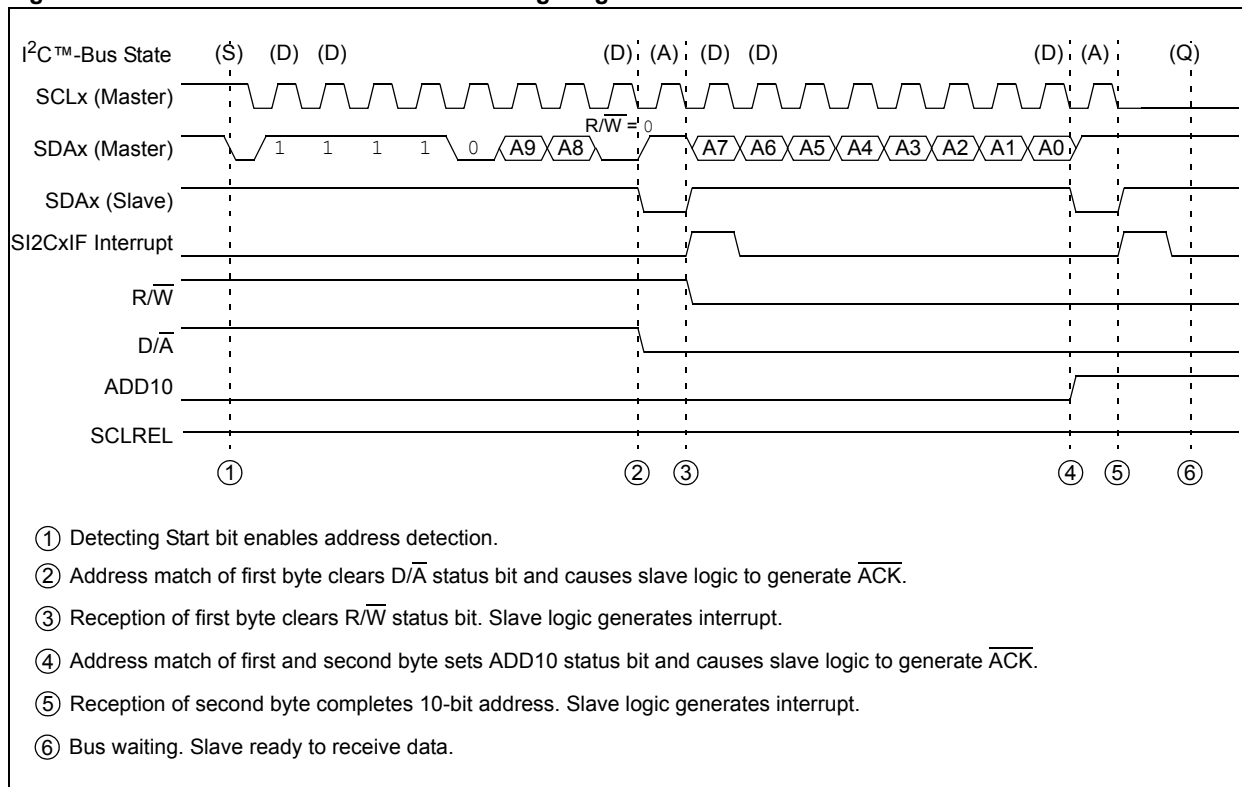 I²C™-Bus State (S) (D) (D) (D) (A) (D) (D) (D) (A) (Q)
SCLx (Master)
R/W̅ = 0
SDAx (Master) 1 1 1 1 0 A9 A8 A7 A6 A5 A4 A3 A2 A1 A0
SDAx (Slave)
SI2CxIF Interrupt
R/W̅
D/A̅
ADD10
SCLREL
① ② ③ ④ ⑤ ⑥
① Detecting Start bit enables address detection.
② Address match of first byte clears D/A̅ status bit and causes slave logic to generate A̅C̅K̅.
③ Reception of first byte clears R/W̅ status bit. Slave logic generates interrupt.
④ Address match of first and second byte sets ADD10 status bit and causes slave logic to generate A̅C̅K̅.
⑤ Reception of second byte completes 10-bit address. Slave logic generates interrupt.
⑥ Bus waiting. Slave ready to receive data.